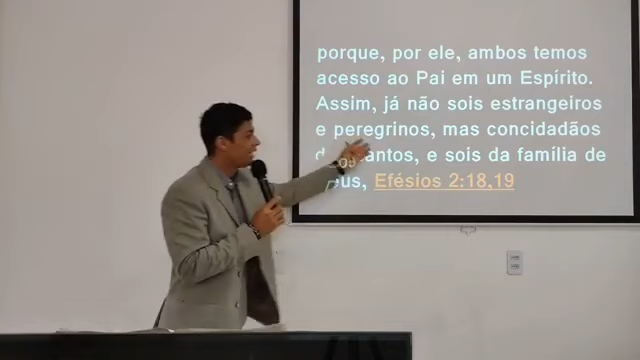 porque, por ele, ambos temos
acesso ao Pai em um Espírito.
Assim, já não sois estrangeiros
e peregrinos, mas concidadãos
e sois da família de
Efésios 2:18,19